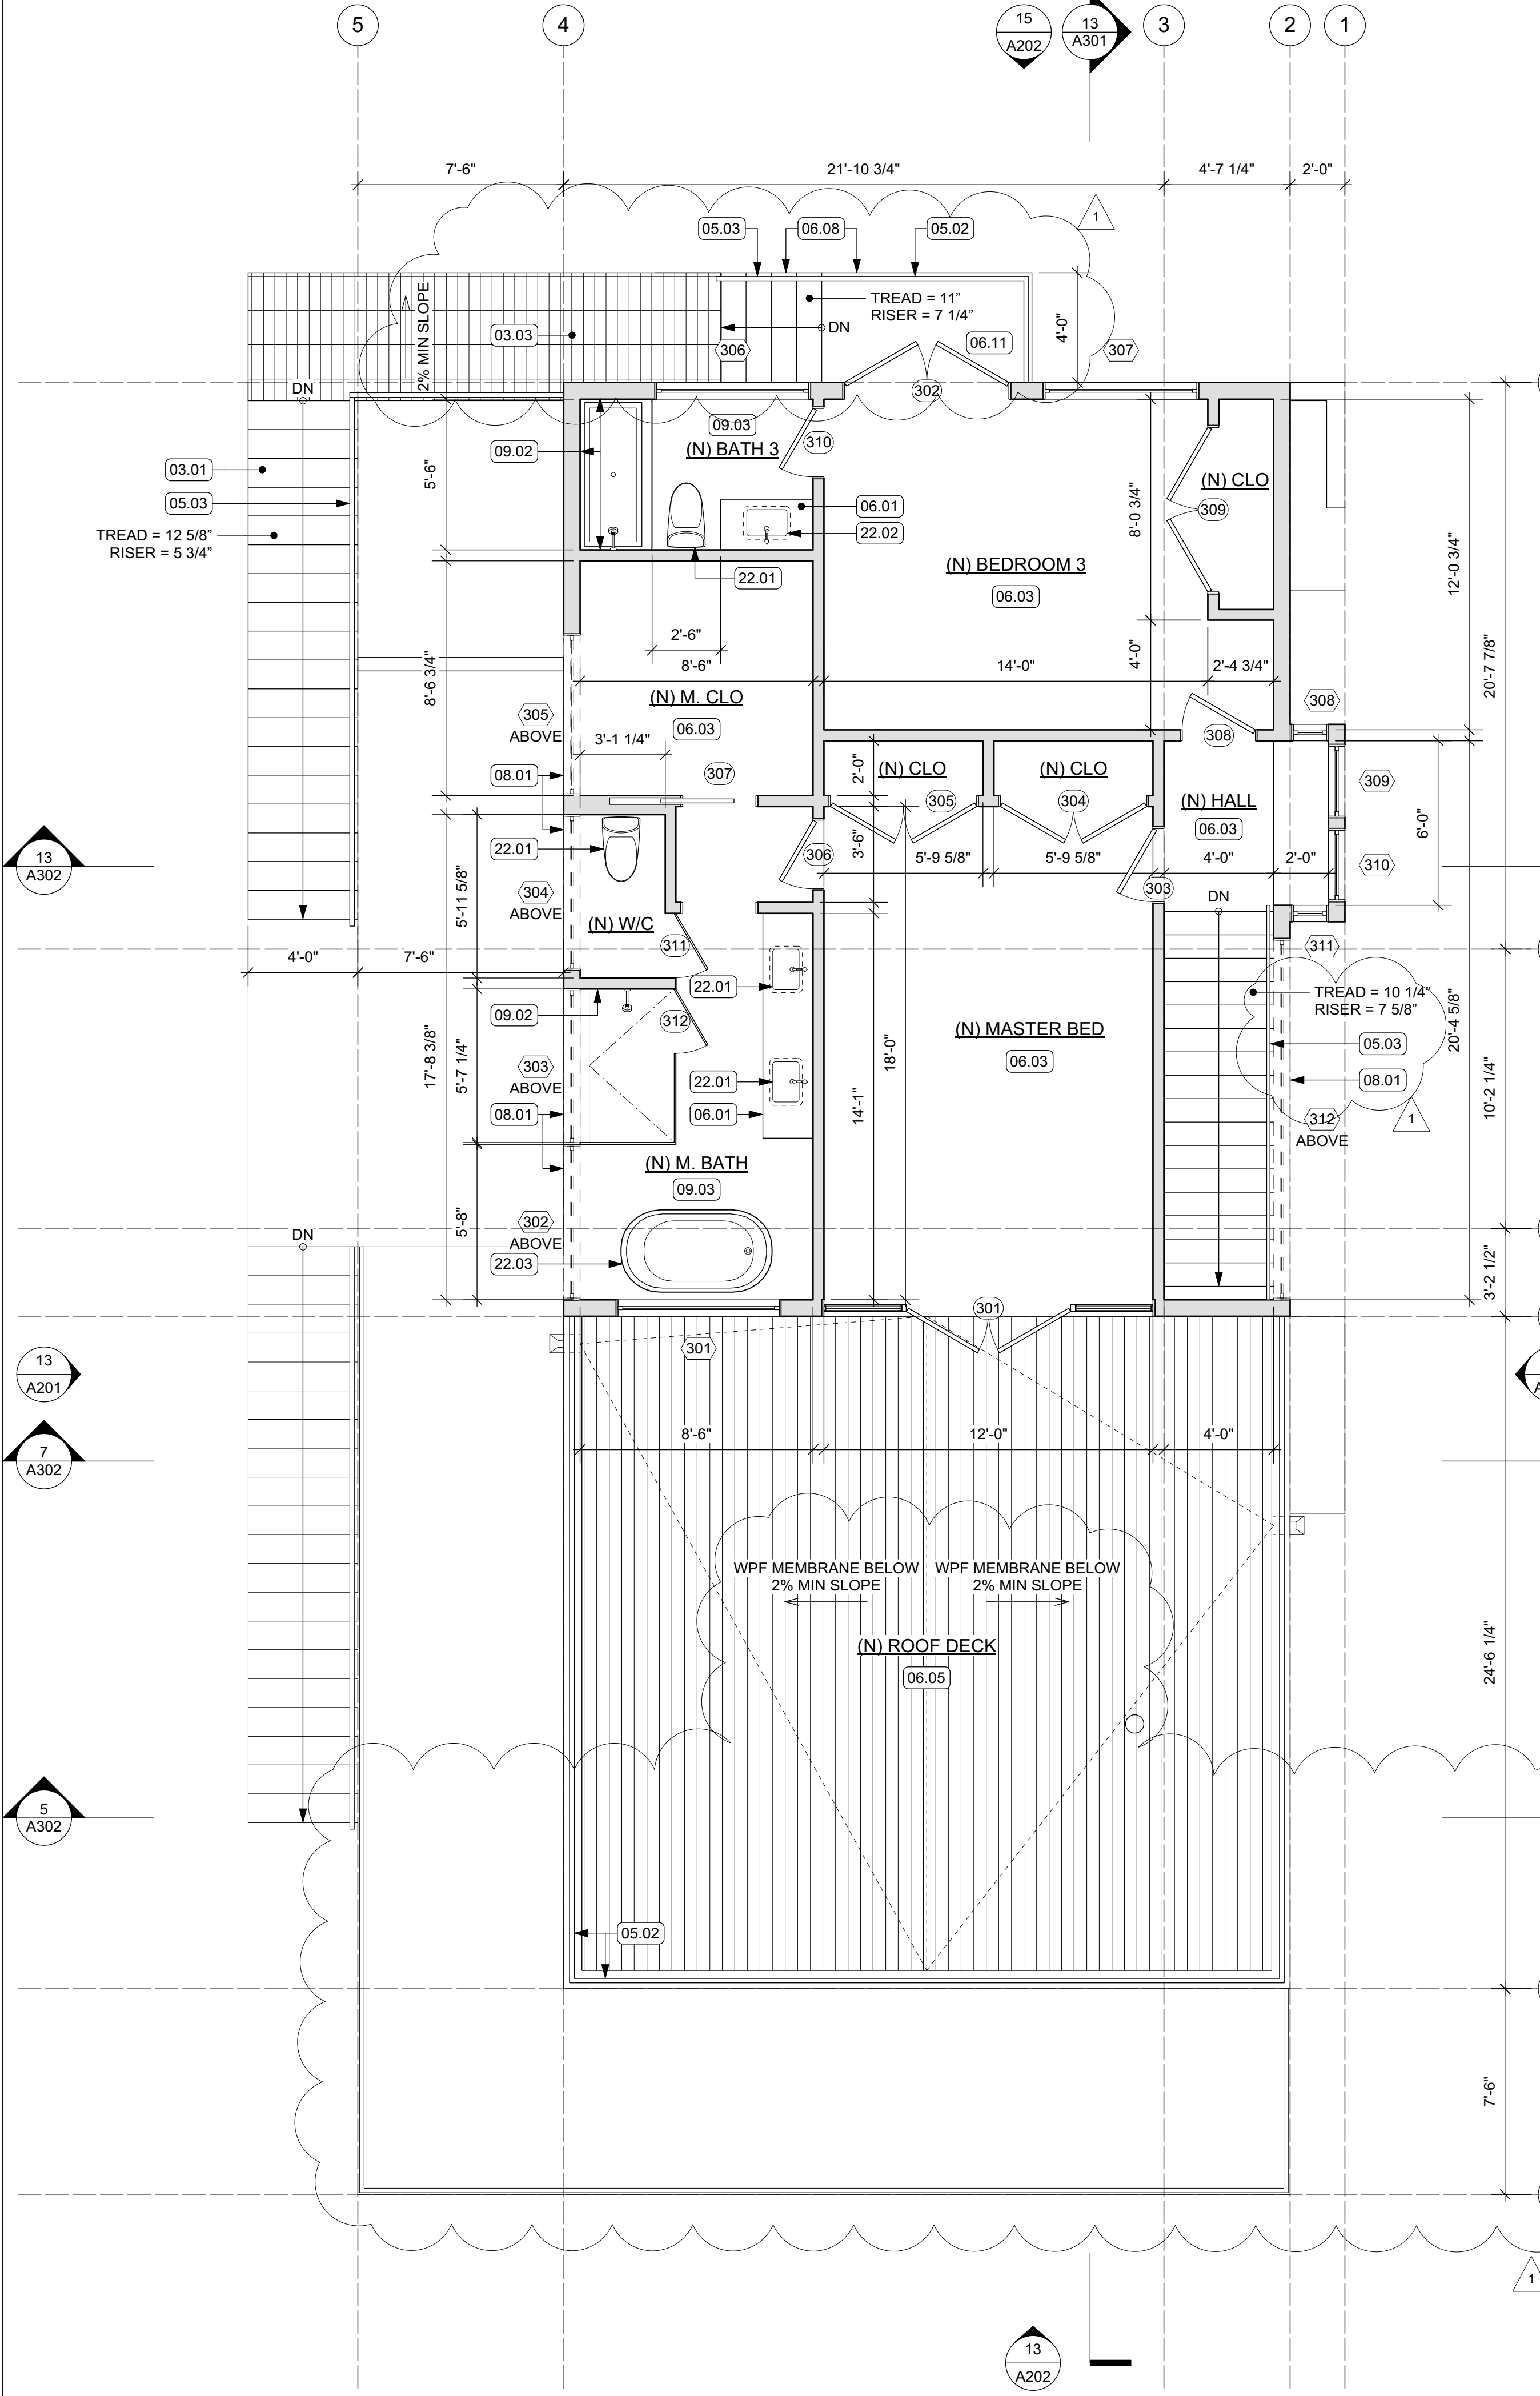 5
4
15
A202
13
A301
3
2
1
7'-6"
21'-10 3/4"
4'-7 1/4"
2'-0"
1
05.03
06.08
05.02
2% MIN SLOPE
TREAD = 11”
RISER = 7 1/4”
DN
4'-0"
03.03
306
06.11
307
302
DN
09.03
(N) BATH 3
310
09.02
03.01
05.03
5'-6"
TREAD = 12 5/8”
RISER = 5 3/4”
06.01
22.02
22.01
(N) CLO
309
8'-0 3/4"
12'-0 3/4"
(N) BEDROOM 3
06.03
2'-6"
8'-6"
14'-0"
4'-0"
2'-4 3/4"
20'-7 7/8"
8'-6 3/4"
(N) M. CLO
06.03
305
ABOVE
3'-1 1/4"
308
308
08.01
307
2'-0"
(N) CLO
305
(N) CLO
304
(N) HALL
06.03
309
6'-0"
13
A302
22.01
306
3'-6"
5'-9 5/8"
5'-9 5/8"
4'-0"
2'-0"
310
304
ABOVE
5'-11 5/8"
303
DN
(N) W/C
311
311
4'-0"
7'-6"
22.01
TREAD = 10 1/4”
RISER = 7 5/8”
09.02
312
(N) MASTER BED
06.03
05.03
20'-4 5/8"
17'-8 3/8"
5'-7 1/4"
303
ABOVE
18'-0"
22.01
08.01
08.01
06.01
14'-1"
312
ABOVE
1
10'-2 1/4"
(N) M. BATH
09.03
5'-8"
302
ABOVE
DN
22.03
3'-2 1/2"
301
301
13
A201
A
7
A302
8'-6"
12'-0"
4'-0"
WPF MEMBRANE BELOW
2% MIN SLOPE
WPF MEMBRANE BELOW
2% MIN SLOPE
(N) ROOF DECK
06.05
24'-6 1/4"
5
A302
05.02
7'-6"
1
13
A202